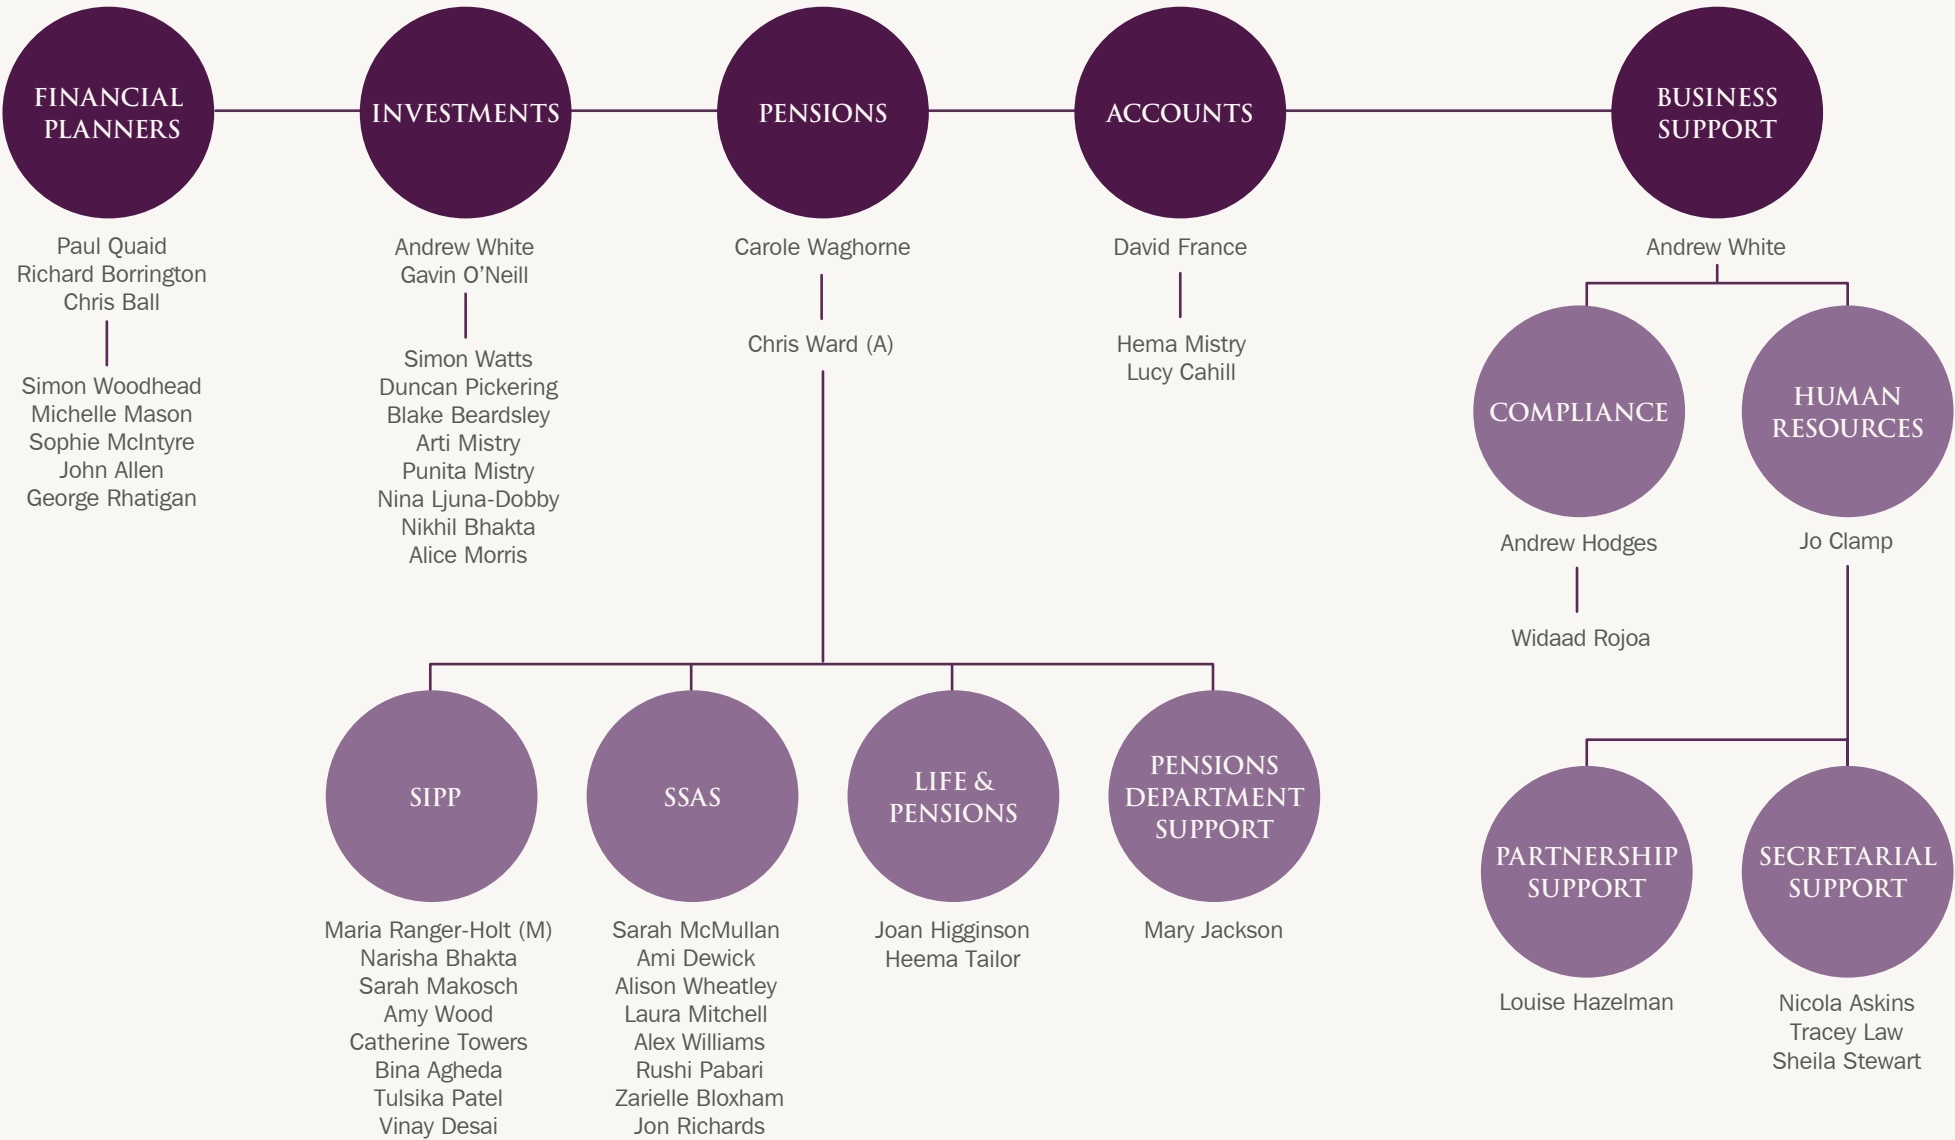 FINANCIAL
PLANNERS
INVESTMENTS
PENSIONS
ACCOUNTS
BUSINESS
SUPPORT
Paul Quaid
Richard Borrington
Chris Ball
Simon Woodhead
Michelle Mason
Sophie McIntyre
John Allen
George Rhatigan
Andrew White
Gavin O’Neill
Simon Watts
Duncan Pickering
Blake Beardsley
Arti Mistry
Punita Mistry
Nina Ljuna-Dobby
Nikhil Bhakta
Alice Morris
Carole Waghorne
Chris Ward (A)
David France
Hema Mistry
Lucy Cahill
Andrew White
COMPLIANCE
HUMAN
RESOURCES
Andrew Hodges
Widaad Rojoa
Jo Clamp
SIPP
SSAS
LIFE &
PENSIONS
PENSIONS
DEPARTMENT
SUPPORT
PARTNERSHIP
SUPPORT
SECRETARIAL
SUPPORT
Maria Ranger-Holt (M)
Narisha Bhakta
Sarah Makosch
Amy Wood
Catherine Towers
Bina Agheda
Tulsika Patel
Vinay Desai
Sarah McMullan
Ami Dewick
Alison Wheatley
Laura Mitchell
Alex Williams
Rushi Pabari
Zarielle Bloxham
Jon Richards
Joan Higginson
Heema Tailor
Mary Jackson
Louise Hazelman
Nicola Askins
Tracey Law
Sheila Stewart